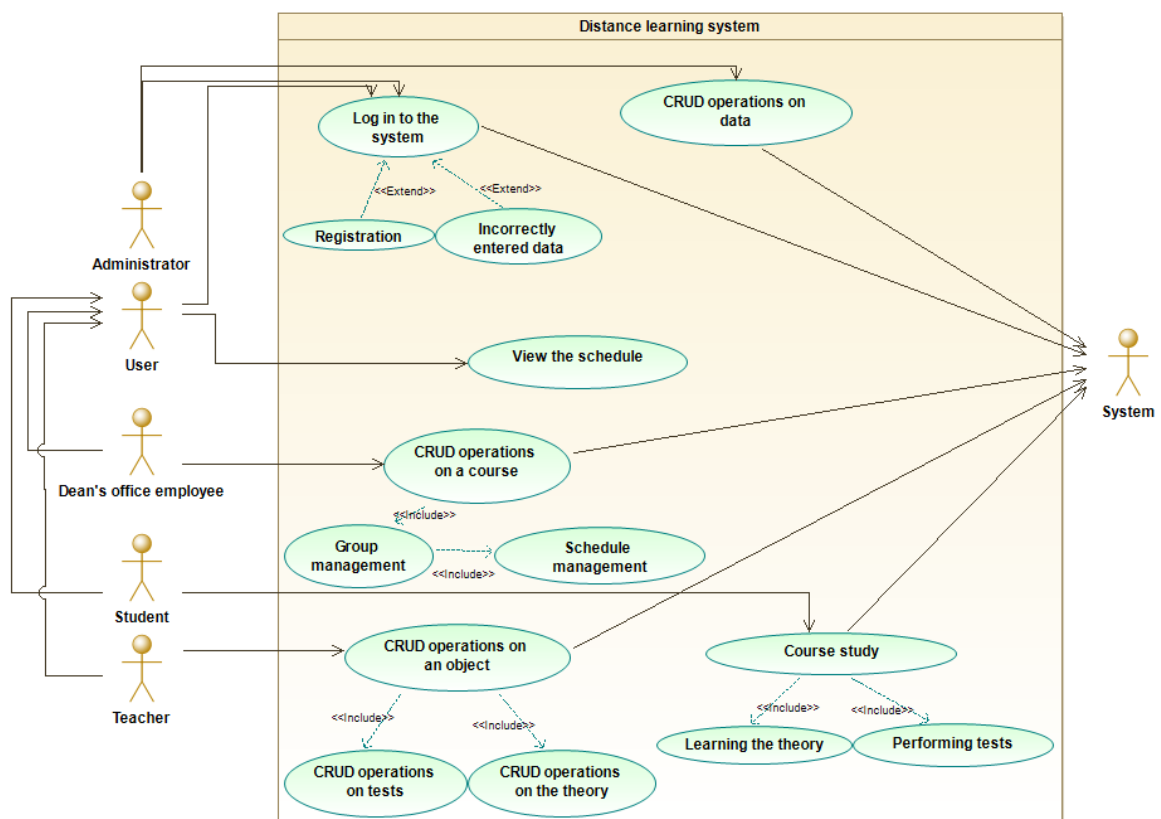 Distance learning system
Log in to the
system
CRUD operations on
data
<<Extend>>
<<Extend>>
Registration
Incorrectly
entered data
Administrator
User
View the schedule
System
Dean's office employee
CRUD operations
on a course
<<Include>>
Group
management
<<Include>>
Schedule
management
Student
Teacher
CRUD operations on
an object
Course study
<<Include>>
<<Include>>
<<Include>>
<<Include>>
Learning the theory
Performing tests
CRUD operations
on tests
CRUD operations
on the theory